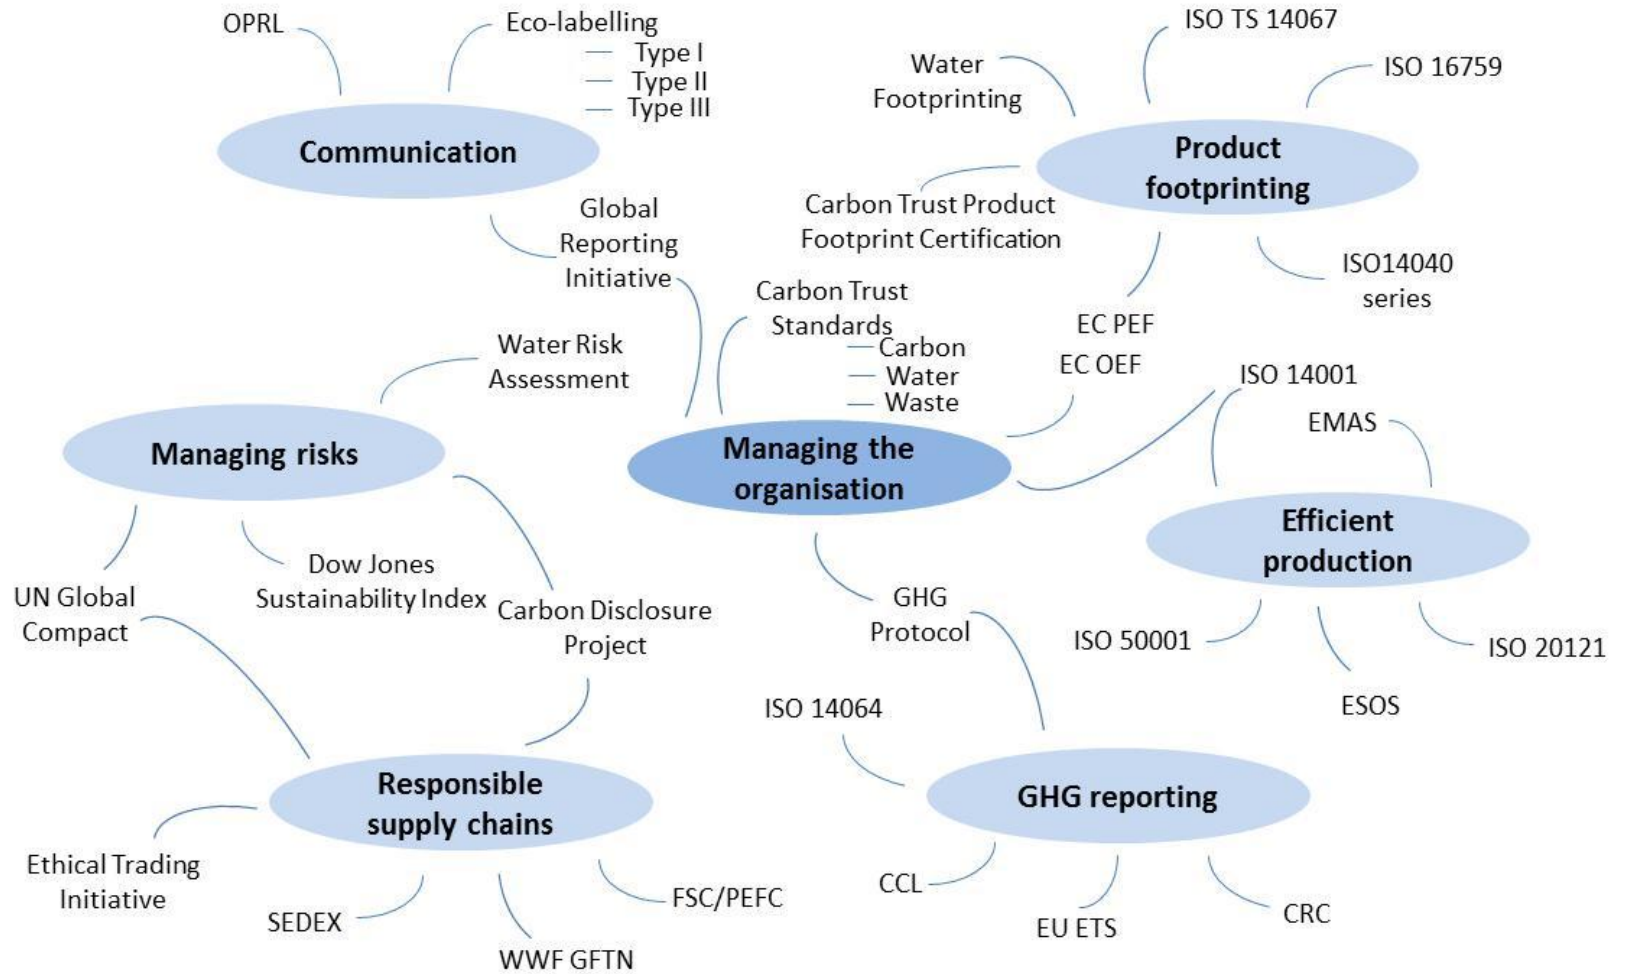 OPRL
Eco-labelling
Type I
Type II
Type III
Communication
Global
Reporting
Initiative
ISO TS 14067
Water
Footprinting
ISO 16759
Product
footprinting
Carbon Trust Product
Footprint Certification
ISO14040
series
EC PEF
EC OEF
Carbon Trust
Standards
Carbon
Water
Waste
Managing the
organisation
Water Risk
Assessment
Managing risks
UN Global
Compact
Dow Jones
Sustainability Index
Carbon Disclosure
Project
ISO 14001
EMAS
Efficient
production
ISO 50001
ESOS
ISO 20121
GHG
Protocol
ISO 14064
GHG reporting
CCL
EU ETS
CRC
Responsible
supply chains
Ethical Trading
Initiative
SEDEX
WWF GFTN
FSC/PEFC